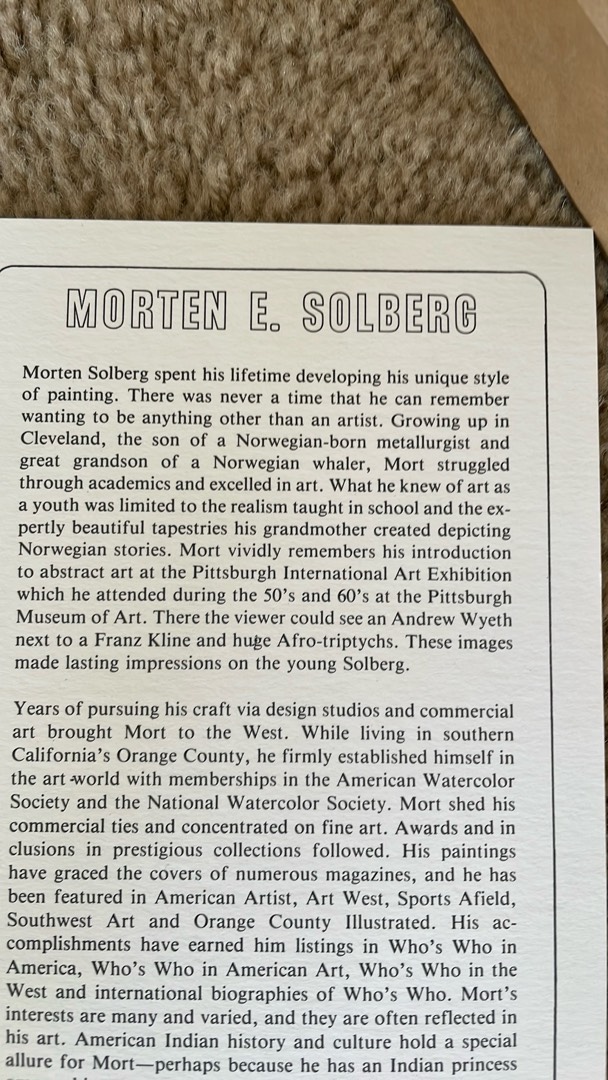 MORTEN E. SOLBERG
Morten Solberg spent his lifetime developing his unique style
of painting. There was never a time that he can remember
wanting to be anything other than an artist. Growing up in
Cleveland, the son of a Norwegian-born metallurgist and
great grandson of a Norwegian whaler, Mort struggled
through academics and excelled in art. What he knew of art as
a youth was limited to the realism taught in school and the ex-
pertly beautiful tapestries his grandmother created depicting
Norwegian stories. Mort vividly remembers his introduction
to abstract art at the Pittsburgh International Art Exhibition
which he attended during the 50's and 60's at the Pittsburgh
Museum of Art. There the viewer could see an Andrew Wyeth
next to a Franz Kline and huge Afro-triptychs. These images
made lasting impressions on the young Solberg.
Years of pursuing his craft via design studios and commercial
art brought Mort to the West. While living in southern
California's Orange County, he firmly established himself in
the art world with memberships in the American Watercolor
Society and the National Watercolor Society. Mort shed his
commercial ties and concentrated on fine art. Awards and in
clusions in prestigious collections followed. His paintings
have graced the covers of numerous magazines, and he has
been featured in American Artist, Art West, Sports Afield,
Southwest Art and Orange County Illustrated. His ac-
complishments have earned him listings in Who's Who in
America, Who's Who in American Art, Who's Who in the
West and international biographies of Who's Who. Mort's
interests are many and varied, and they are often reflected in
his art. American Indian history and culture hold a special
allure for Mort—perhaps because he has an Indian princess